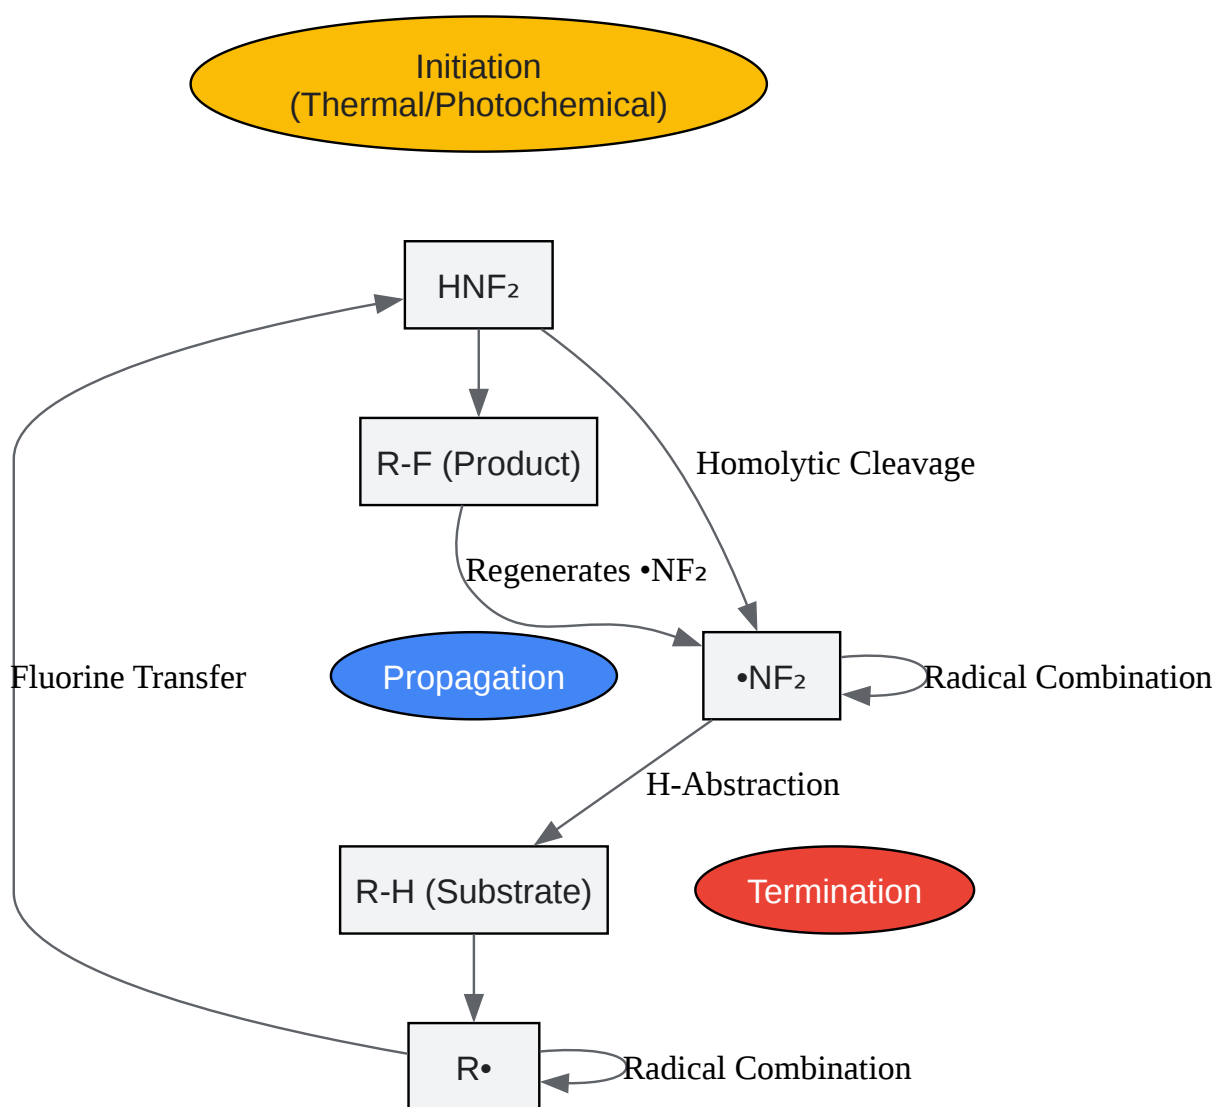 Initiation
(Thermal/Photochemical)
HNF₂
R-F (Product)
Homolytic Cleavage
Regenerates •NF₂
Fluorine Transfer
Propagation
•NF₂
Radical Combination
H-Abstraction
R-H (Substrate)
Termination
R•
Radical Combination